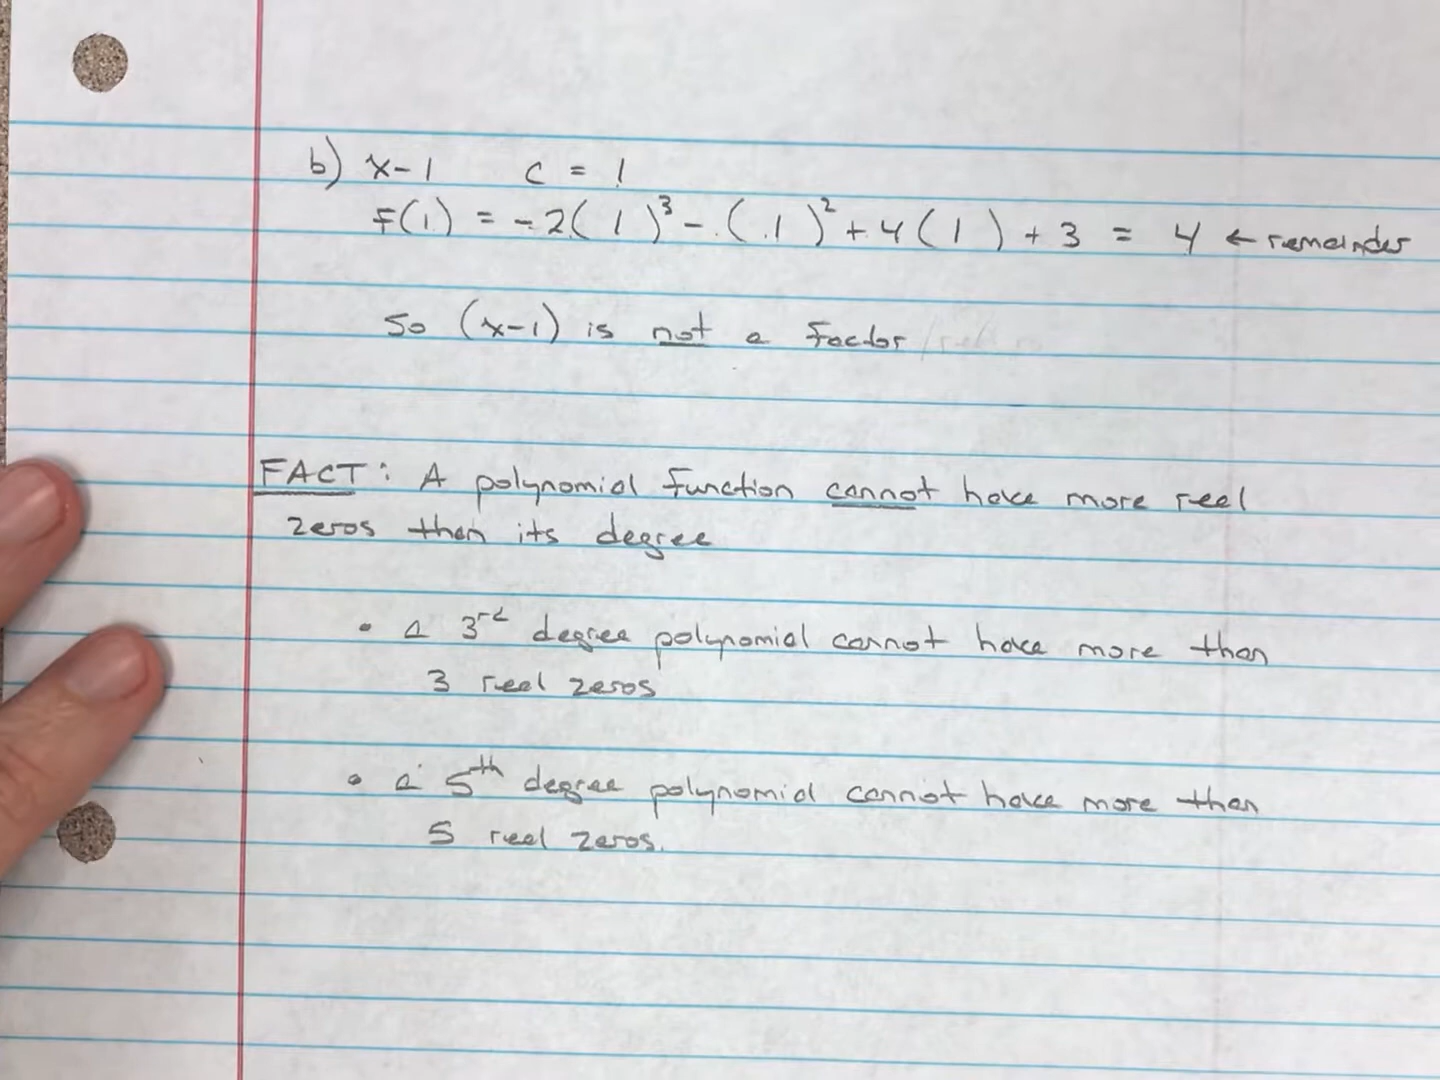 b) x-1 c = 1
F(1) = -2(1)³ - (1)² + 4(1) + 3 = 4 ← remainder
So (x-1) is not a factor
FACT: A polynomial function cannot have more real
zeros than its degree
• a 3rd degree polynomial cannot have more than
3 real zeros
• a 5th degree polynomial cannot have more than
5 real zeros.